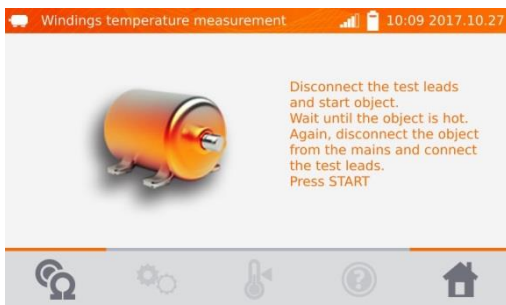 Windings temperature measurement
10:09 2017.10.27
Disconnect the test leads
and start object.
Wait until the object is hot.
Again, disconnect the object
from the mains and connect
the test leads.
Press START
Ω
?